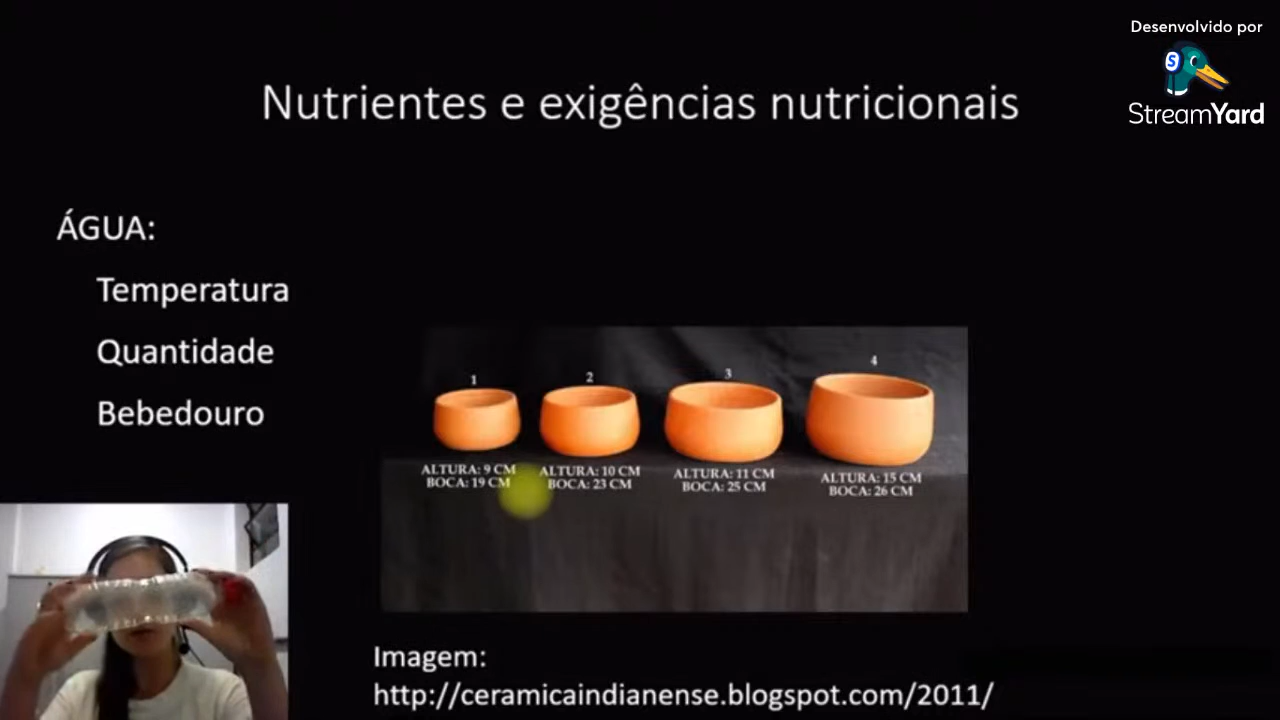 Desenvolvido por
StreamYard
Nutrientes e exigências nutricionais
ÁGUA:
Temperatura
Quantidade
Bebedouro
1
2
3
4
ALTURA: 9 CM
BOCA: 19 CM
ALTURA: 10 CM
BOCA: 23 CM
ALTURA: 11 CM
BOCA: 25 CM
ALTURA: 15 CM
BOCA: 26 CM
Imagem:
http://ceramicaindianense.blogspot.com/2011/